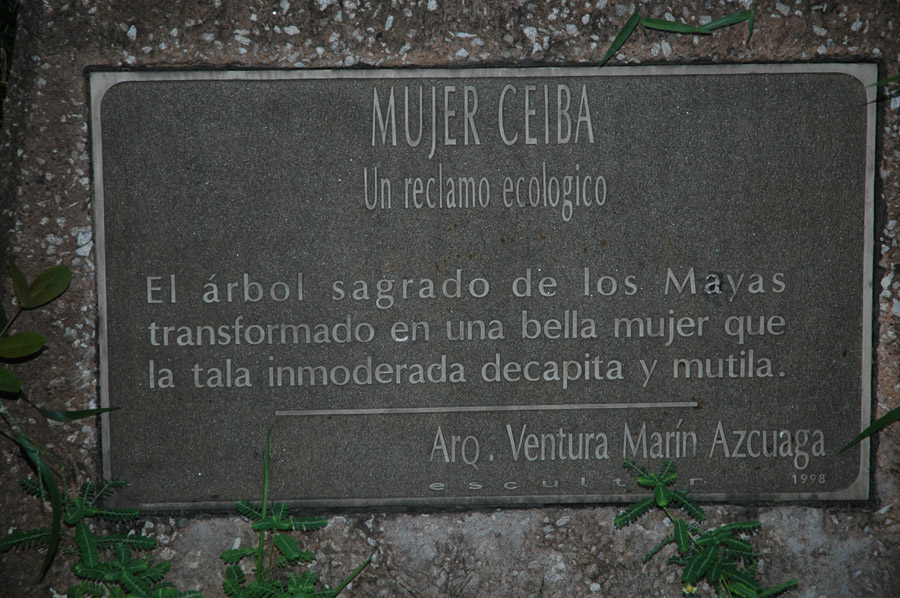 MUJER CEIBA
Un reclamo ecologico
El árbol sagrado de los Mayas
transformado en una bella mujer que
la tala inmoderada decapita y mutila.
Arq. Ventura Marín Azcuaga
escultor 1998